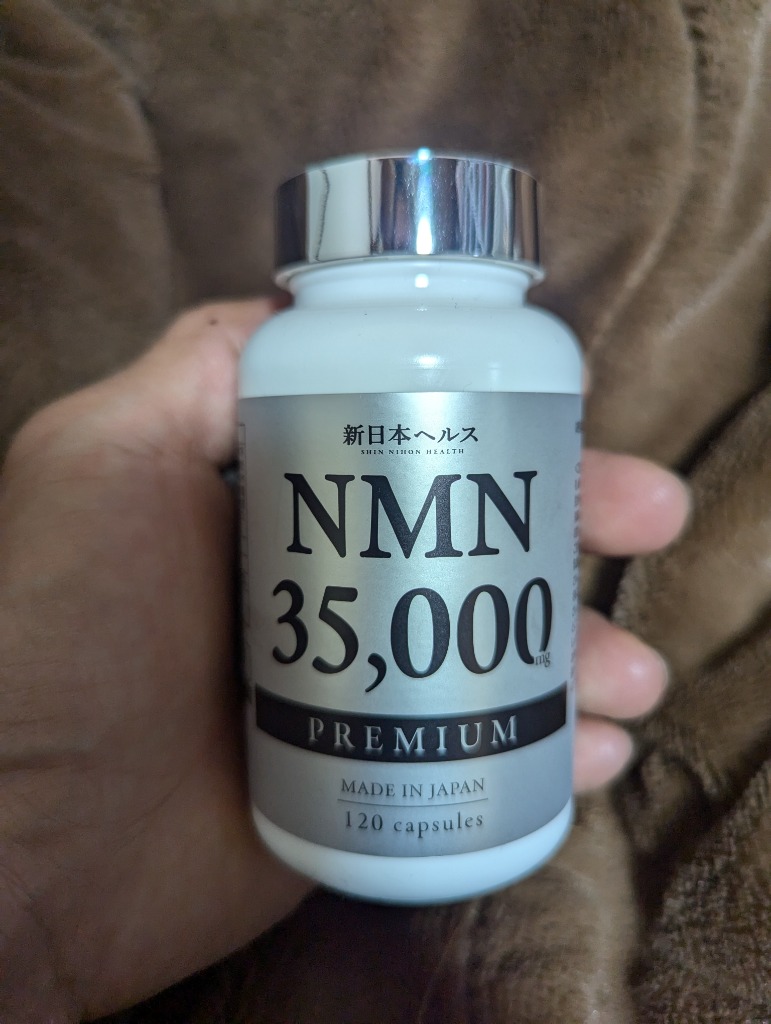 新日本ヘルス
SHIN NIHON HEALTH
NMN
35,000mg
PREMIUM
MADE IN JAPAN
120 capsules